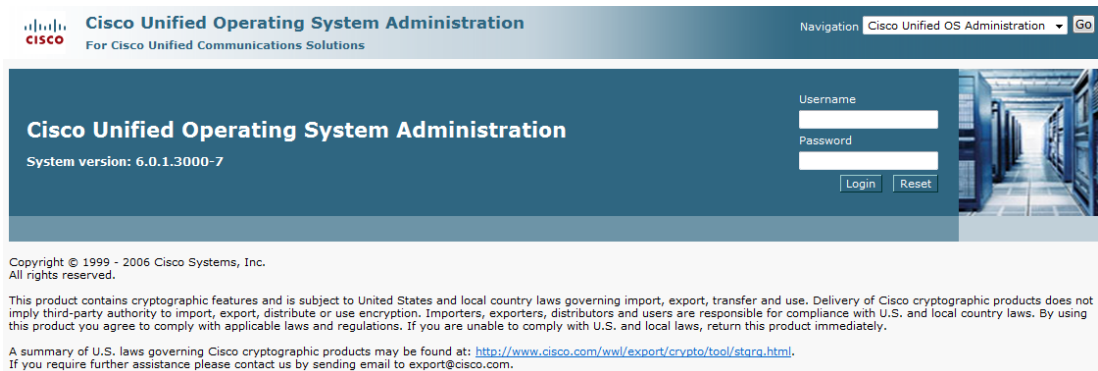 CISCO
Cisco Unified Operating System Administration
For Cisco Unified Communications Solutions
Navigation Cisco Unified OS Administration Go
Cisco Unified Operating System Administration
System version: 6.0.1.3000-7
Username
Password
Login Reset
Copyright © 1999 - 2006 Cisco Systems, Inc.
All rights reserved.
This product contains cryptographic features and is subject to United States and local country laws governing import, export, transfer and use. Delivery of Cisco cryptographic products does not
imply third-party authority to import, export, distribute or use encryption. Importers, exporters, distributors and users are responsible for compliance with U.S. and local country laws. By using
this product you agree to comply with applicable laws and regulations. If you are unable to comply with U.S. and local laws, return this product immediately.
A summary of U.S. laws governing Cisco cryptographic products may be found at: http://www.cisco.com/wwl/export/crypto/tool/stqrg.html.
If you require further assistance please contact us by sending email to export@cisco.com.